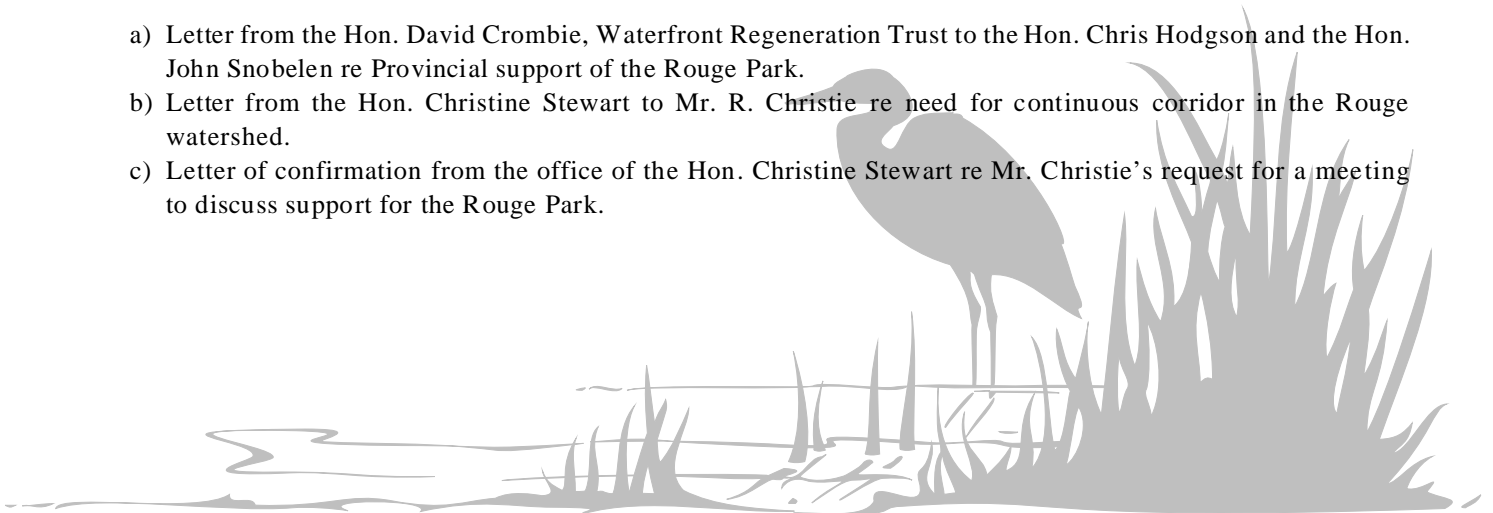 a) Letter from the Hon. David Crombie, Waterfront Regeneration Trust to the Hon. Chris Hodgson and the Hon.
John Snobelen re Provincial support of the Rouge Park.
b) Letter from the Hon. Christine Stewart to Mr. R. Christie re need for continuous corridor in the Rouge
watershed.
c) Letter of confirmation from the office of the Hon. Christine Stewart re Mr. Christie’s request for a meeting
to discuss support for the Rouge Park.